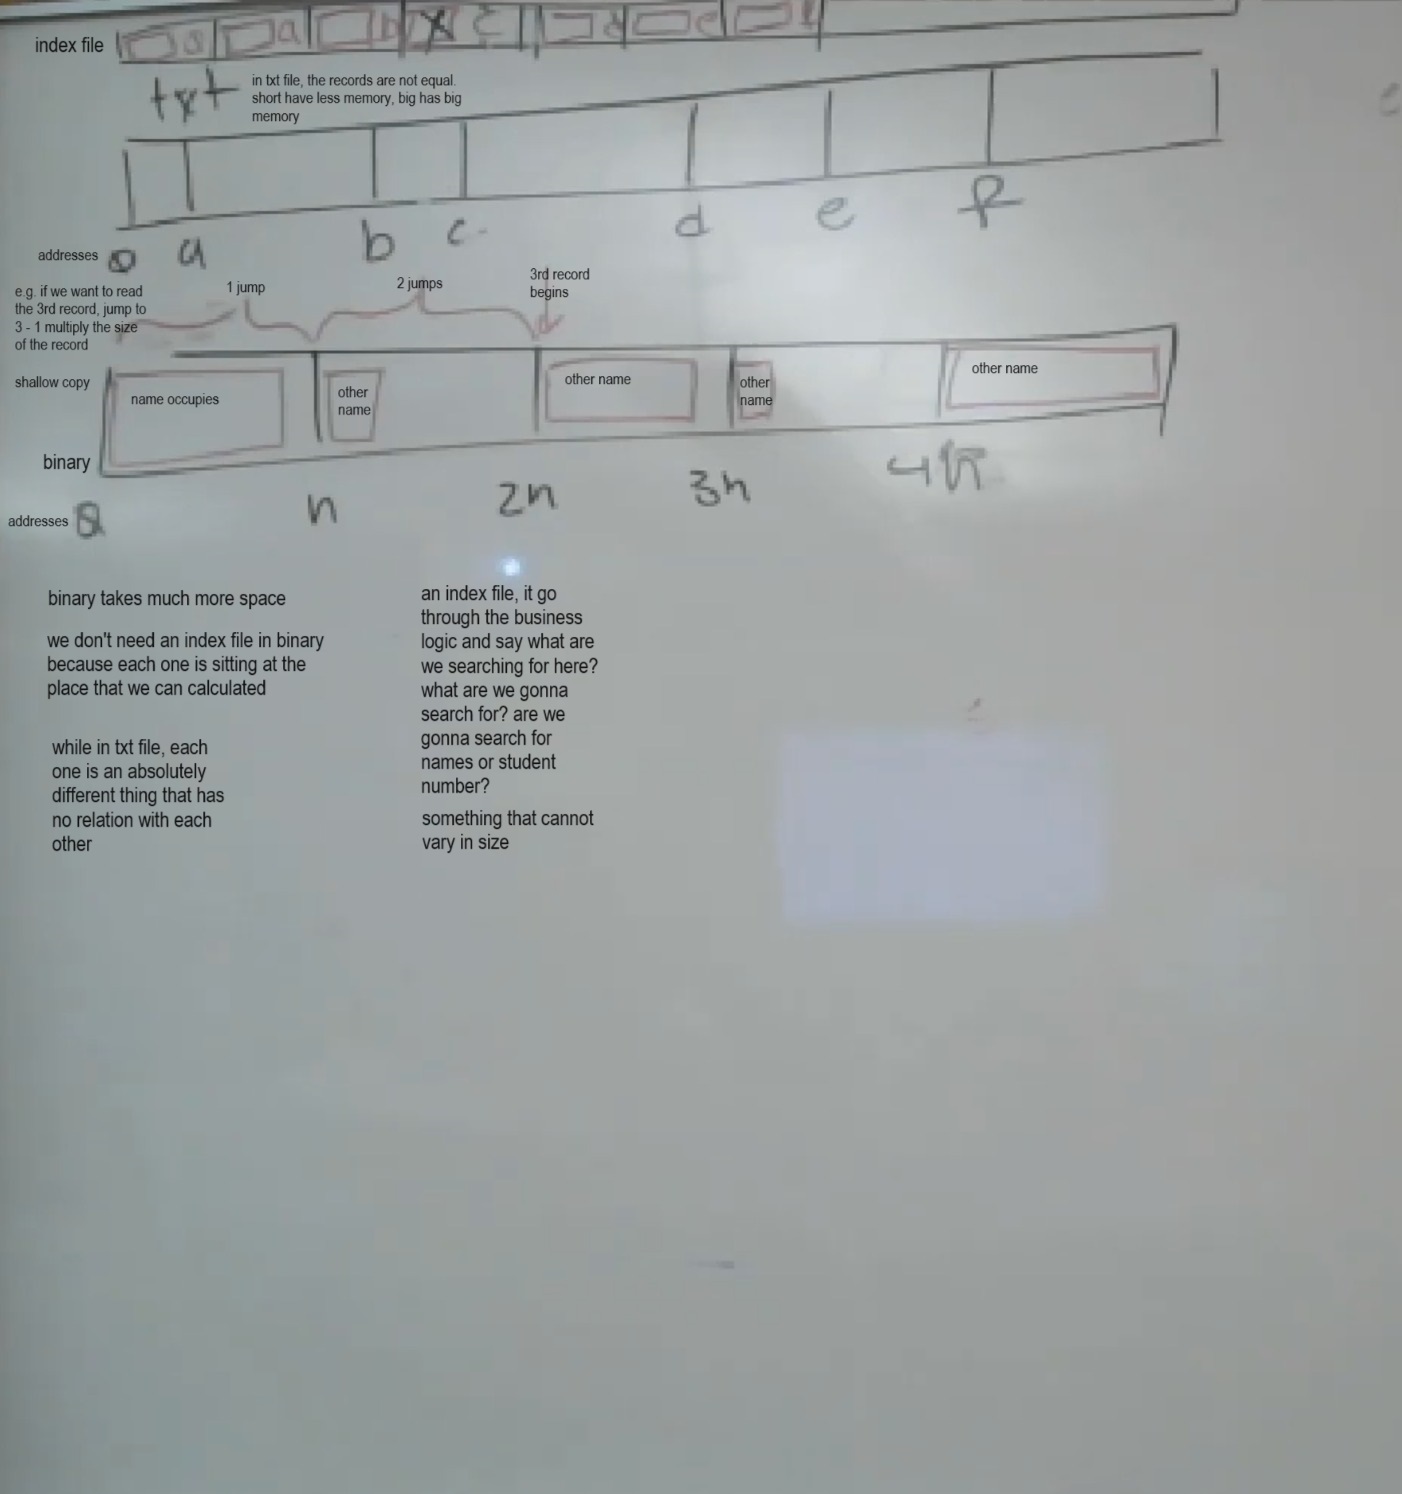 index file
0 a b c d e f
txt
in txt file, the records are not equal.
short have less memory, big has big
memory
addresses 0 a b c d e f
e.g. if we want to read
the 3rd record, jump to
3 - 1 multiply the size
of the record
1 jump
2 jumps
3rd record
begins
shallow copy
name occupies
other
name
other name
other
name
other name
binary
addresses 0 n 2n 3n 4n
binary takes much more space
we don't need an index file in binary
because each one is sitting at the
place that we can calculated
while in txt file, each
one is an absolutely
different thing that has
no relation with each
other
an index file, it go
through the business
logic and say what are
we searching for here?
what are we gonna
search for? are we
gonna search for
names or student
number?
something that cannot
vary in size